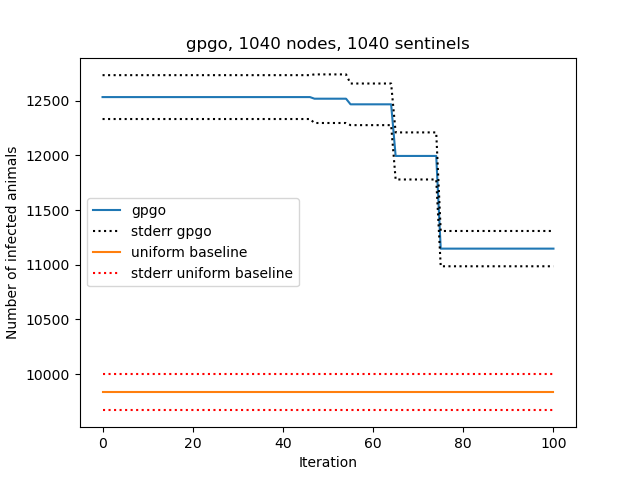 gpgo, 1040 nodes, 1040 sentinels
Number of infected animals
12500
12000
11500
11000
10500
10000
gpgo
stderr gpgo
uniform baseline
stderr uniform baseline
0
20
40
60
80
100
Iteration